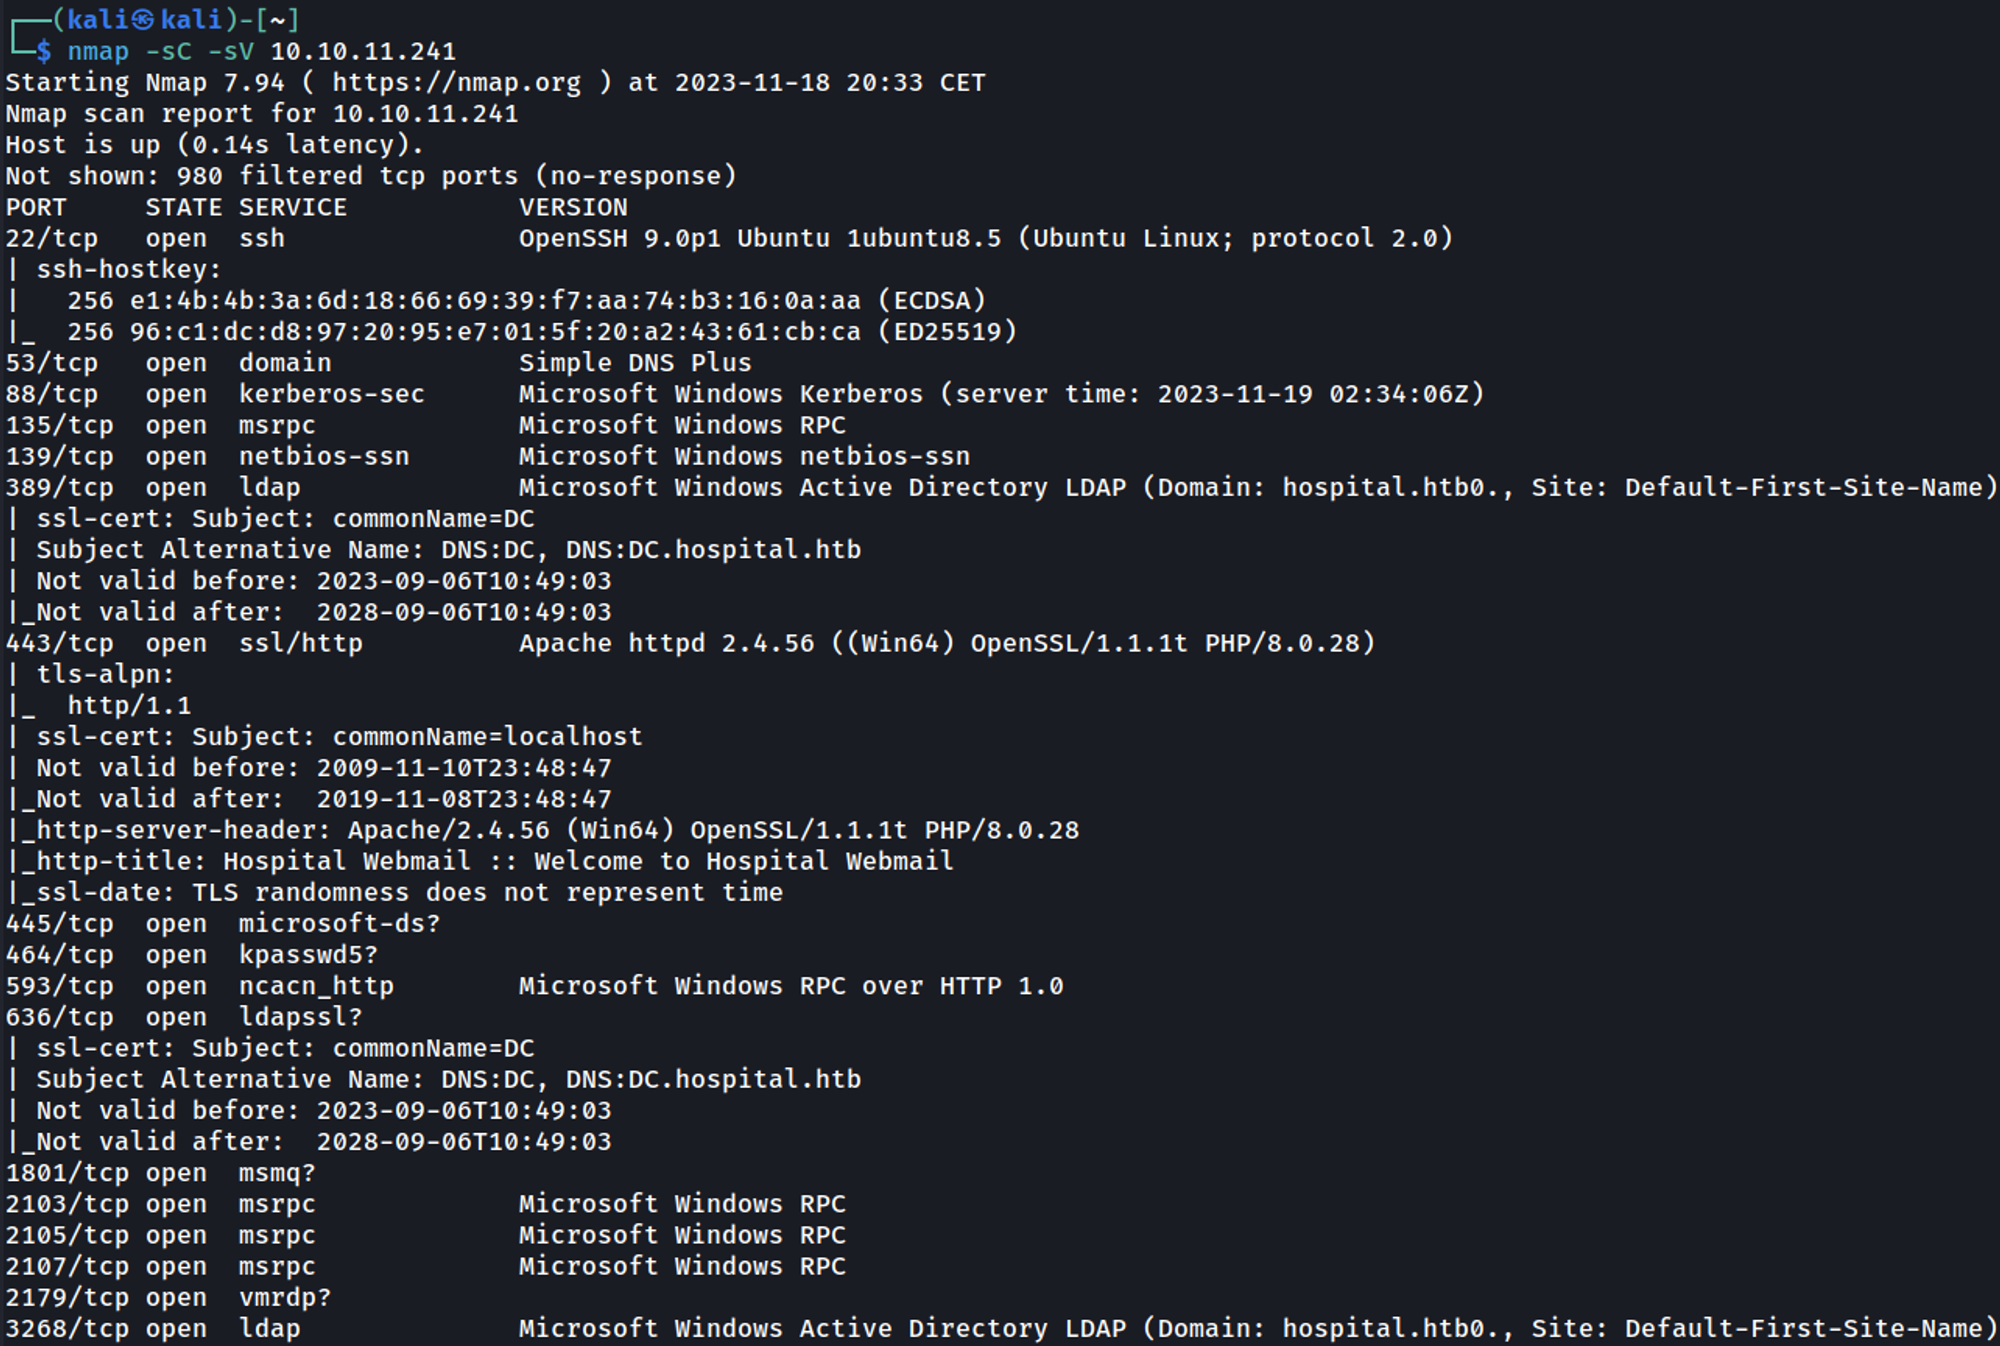 ┌──(kali㉿kali)-[~]
└─$ nmap -sC -sV 10.10.11.241
Starting Nmap 7.94 ( https://nmap.org ) at 2023-11-18 20:33 CET
Nmap scan report for 10.10.11.241
Host is up (0.14s latency).
Not shown: 980 filtered tcp ports (no-response)
PORT     STATE SERVICE           VERSION
22/tcp   open  ssh               OpenSSH 9.0p1 Ubuntu 1ubuntu8.5 (Ubuntu Linux; protocol 2.0)
| ssh-hostkey:
|   256 e1:4b:4b:3a:6d:18:66:69:39:f7:aa:74:b3:16:0a:aa (ECDSA)
|_  256 96:c1:dc:d8:97:20:95:e7:01:5f:20:a2:43:61:cb:ca (ED25519)
53/tcp   open  domain            Simple DNS Plus
88/tcp   open  kerberos-sec      Microsoft Windows Kerberos (server time: 2023-11-19 02:34:06Z)
135/tcp  open  msrpc             Microsoft Windows RPC
139/tcp  open  netbios-ssn       Microsoft Windows netbios-ssn
389/tcp  open  ldap              Microsoft Windows Active Directory LDAP (Domain: hospital.htb0., Site: Default-First-Site-Name)
| ssl-cert: Subject: commonName=DC
| Subject Alternative Name: DNS:DC, DNS:DC.hospital.htb
| Not valid before: 2023-09-06T10:49:03
|_Not valid after:  2028-09-06T10:49:03
443/tcp  open  ssl/http          Apache httpd 2.4.56 ((Win64) OpenSSL/1.1.1t PHP/8.0.28)
| tls-alpn:
|_  http/1.1
| ssl-cert: Subject: commonName=localhost
| Not valid before: 2009-11-10T23:48:47
|_Not valid after:  2019-11-08T23:48:47
|_http-server-header: Apache/2.4.56 (Win64) OpenSSL/1.1.1t PHP/8.0.28
|_http-title: Hospital Webmail :: Welcome to Hospital Webmail
|_ssl-date: TLS randomness does not represent time
445/tcp  open  microsoft-ds?
464/tcp  open  kpasswd5?
593/tcp  open  ncacn_http        Microsoft Windows RPC over HTTP 1.0
636/tcp  open  ldapssl?
| ssl-cert: Subject: commonName=DC
| Subject Alternative Name: DNS:DC, DNS:DC.hospital.htb
| Not valid before: 2023-09-06T10:49:03
|_Not valid after:  2028-09-06T10:49:03
1801/tcp open  msmq?
2103/tcp open  msrpc             Microsoft Windows RPC
2105/tcp open  msrpc             Microsoft Windows RPC
2107/tcp open  msrpc             Microsoft Windows RPC
2179/tcp open  vmrdp?
3268/tcp open  ldap              Microsoft Windows Active Directory LDAP (Domain: hospital.htb0., Site: Default-First-Site-Name)